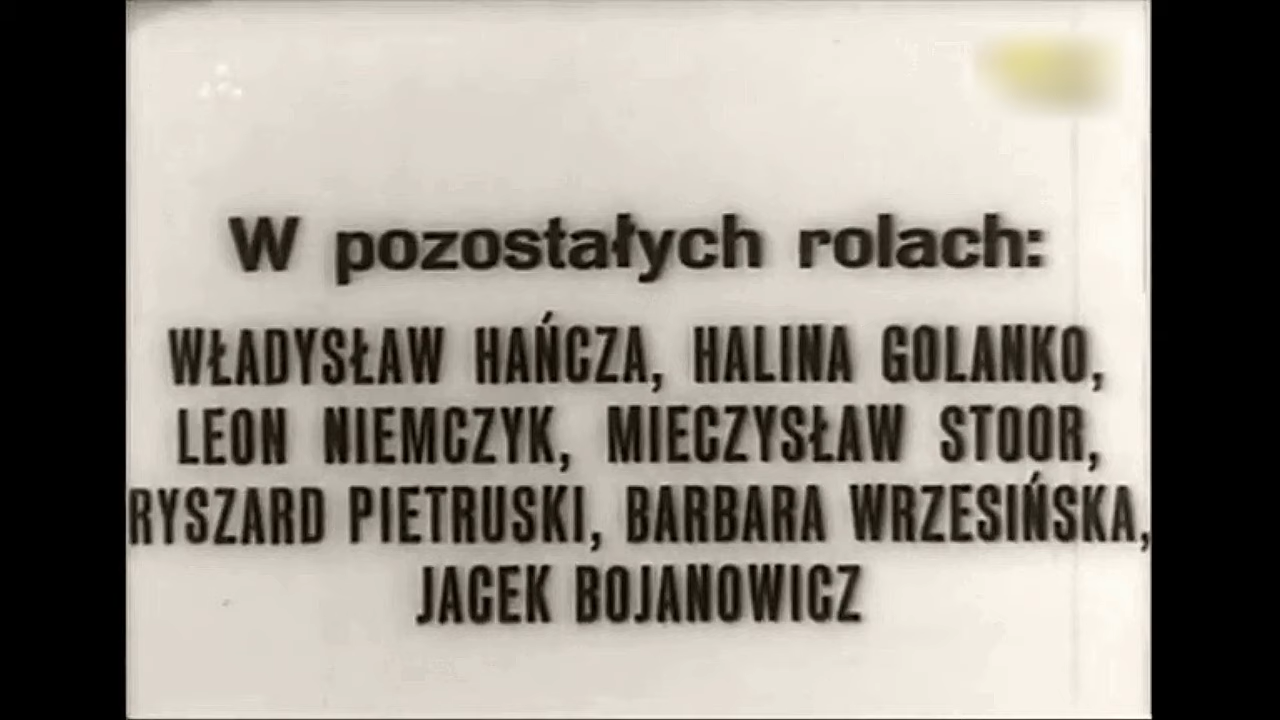 W pozostałych rolach:
WŁADYSŁAW HAŃCZA, HALINA GOLANKO,
LEON NIEMCZYK, MIECZYSŁAW STOOR,
RYSZARD PIETRUSKI, BARBARA WRZESIŃSKA,
JACEK BOJANOWICZ